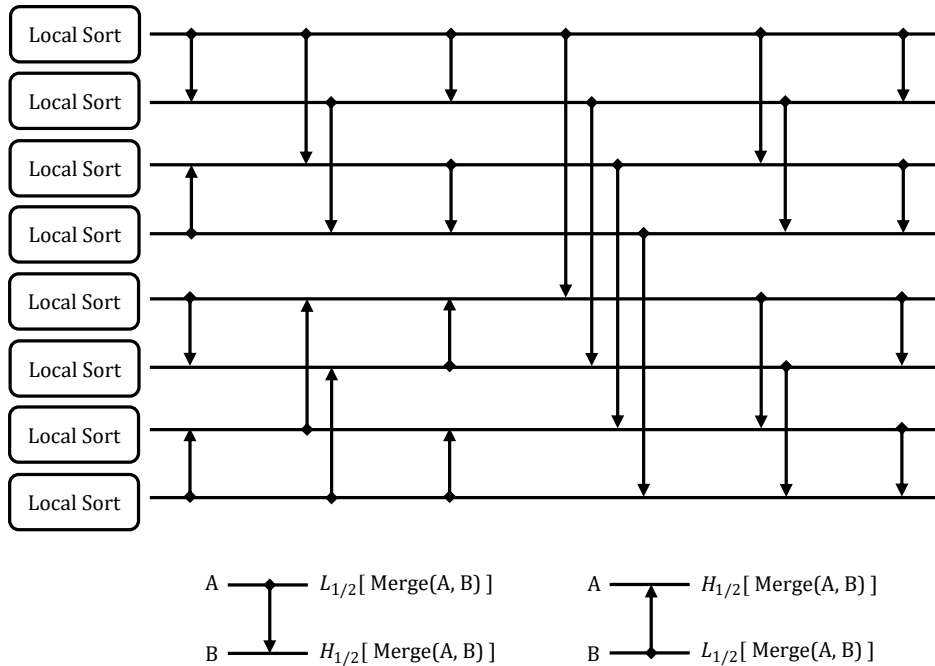 Local Sort
Local Sort
Local Sort
Local Sort
Local Sort
Local Sort
Local Sort
Local Sort
A L1/2[ Merge(A, B) ] A H1/2[ Merge(A, B) ]
B H1/2[ Merge(A, B) ] B L1/2[ Merge(A, B) ]